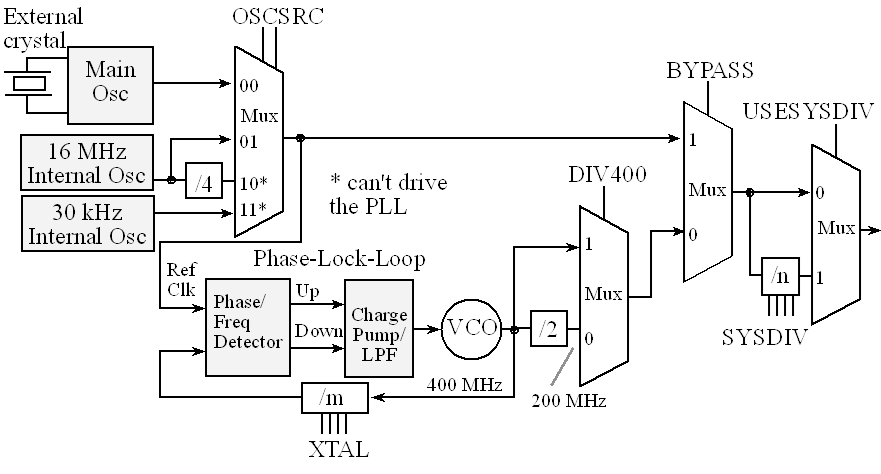 External
crystal
OSCSRC
Main
Osc
00
Mux
01
10*
11*
16 MHz
Internal Osc
/4
30 kHz
Internal Osc
* can't drive
the PLL
BYPASS
1
Mux
0
USESYSDIV
0
Mux
1
/n
SYSDIV
DIV400
1
Mux
0
Ref
Clk
Phase-Lock-Loop
Phase/
Freq
Detector
Up
Down
Charge
Pump/
LPF
VCO
/2
200 MHz
400 MHz
/m
XTAL